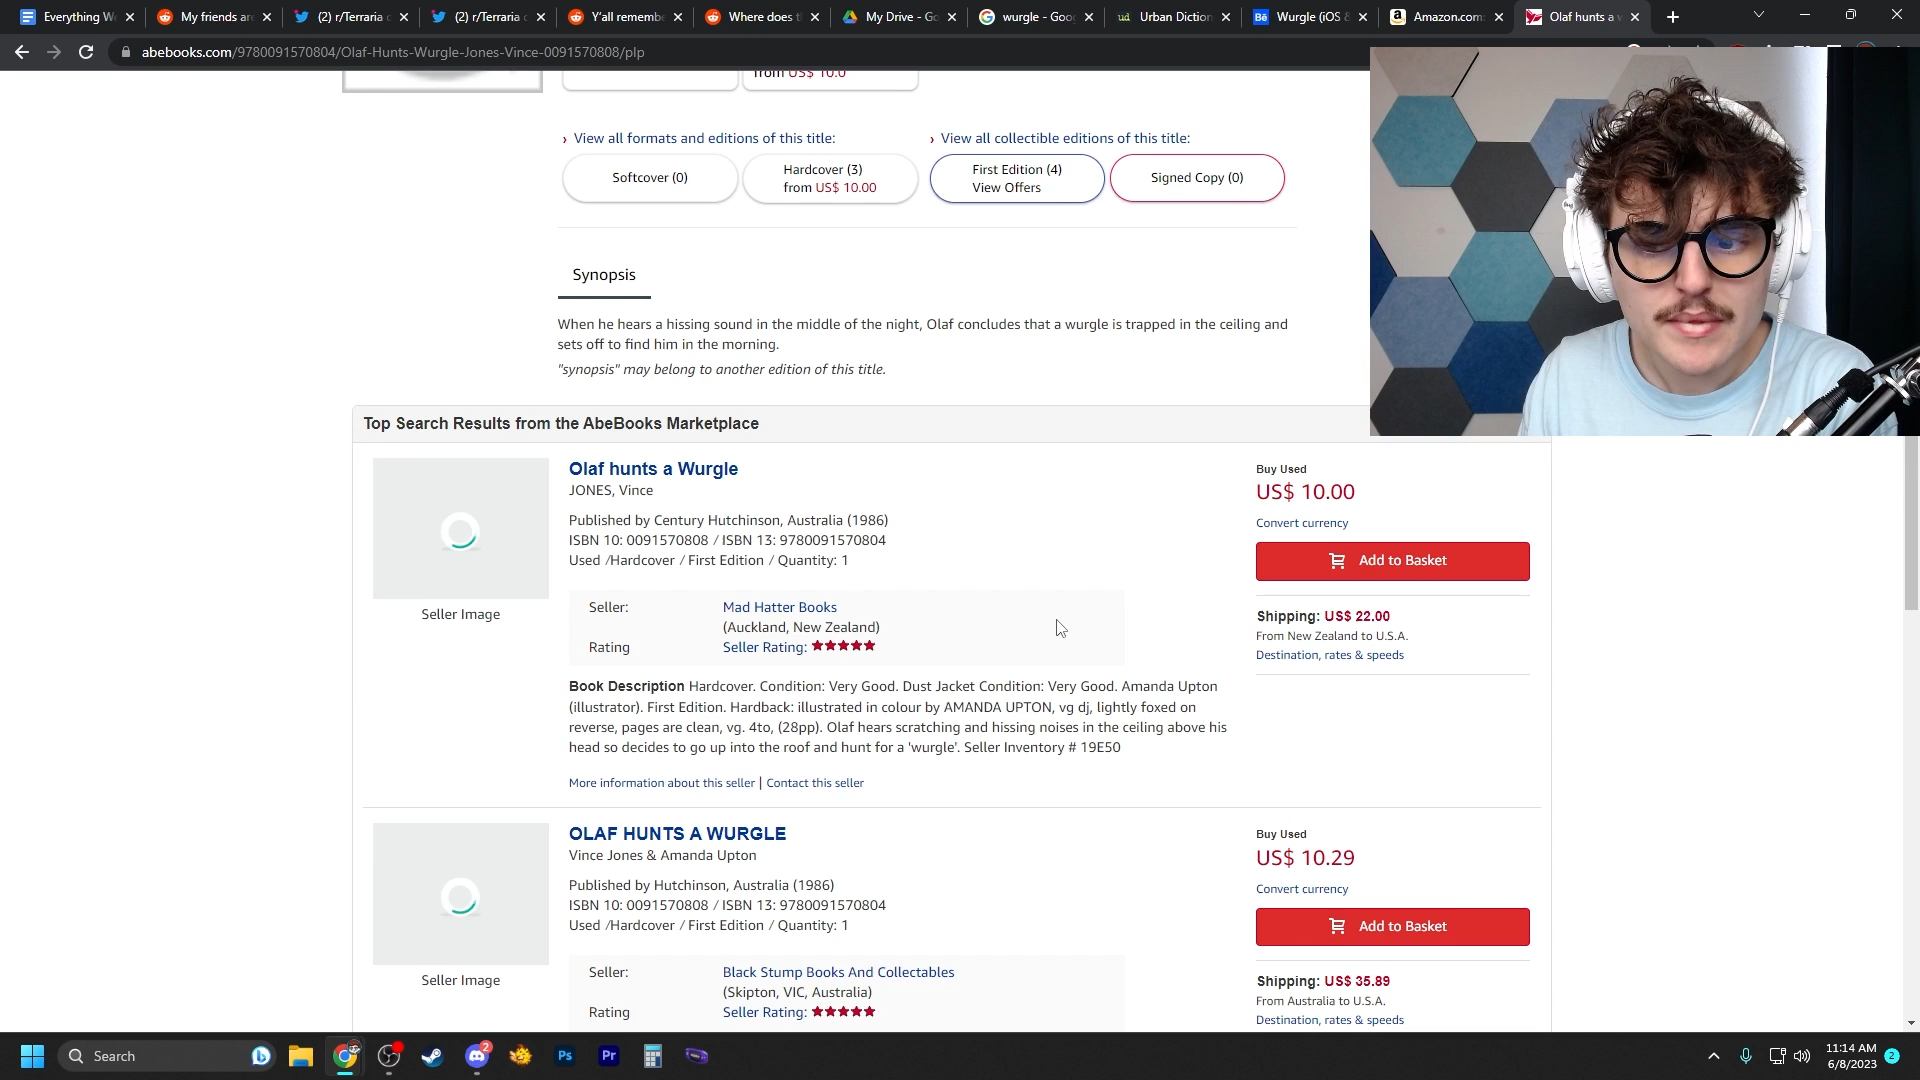 Everything W
My friends ar
(2) r/Terraria c
(2) r/Terraria c
Y'all remembe
Where does t
My Drive - Go
wurgle - Goog
Urban Diction
Wurgle (iOS &
Amazon.com:
Olaf hunts a w
abebooks.com/9780091570804/Olaf-Hunts-Wurgle-Jones-Vince-0091570808/plp
from US$ 10.0
› View all formats and editions of this title:
› View all collectible editions of this title:
Softcover (0)
Hardcover (3)
from US$ 10.00
First Edition (4)
View Offers
Signed Copy (0)
Synopsis
When he hears a hissing sound in the middle of the night, Olaf concludes that a wurgle is trapped in the ceiling and
sets off to find him in the morning.
"synopsis" may belong to another edition of this title.
Top Search Results from the AbeBooks Marketplace
Seller Image
Olaf hunts a Wurgle
JONES, Vince
Published by Century Hutchinson, Australia (1986)
ISBN 10: 0091570808 / ISBN 13: 9780091570804
Used /Hardcover / First Edition / Quantity: 1
Seller: Mad Hatter Books
(Auckland, New Zealand)
Rating Seller Rating: ★★★★★
Book Description Hardcover. Condition: Very Good. Dust Jacket Condition: Very Good. Amanda Upton
(illustrator). First Edition. Hardback: illustrated in colour by AMANDA UPTON, vg dj, lightly foxed on
reverse, pages are clean, vg. 4to, (28pp). Olaf hears scratching and hissing noises in the ceiling above his
head so decides to go up into the roof and hunt for a 'wurgle'. Seller Inventory # 19E50
More information about this seller | Contact this seller
Buy Used
US$ 10.00
Convert currency
Add to Basket
Shipping: US$ 22.00
From New Zealand to U.S.A.
Destination, rates & speeds
Seller Image
OLAF HUNTS A WURGLE
Vince Jones & Amanda Upton
Published by Hutchinson, Australia (1986)
ISBN 10: 0091570808 / ISBN 13: 9780091570804
Used /Hardcover / First Edition / Quantity: 1
Seller: Black Stump Books And Collectables
(Skipton, VIC, Australia)
Rating Seller Rating: ★★★★★
Buy Used
US$ 10.29
Convert currency
Add to Basket
Shipping: US$ 35.89
From Australia to U.S.A.
Destination, rates & speeds
Search
2
Ps
Pr
11:14 AM
6/8/2023
2